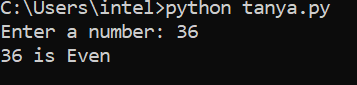 C:\Users\intel>python tanya.py
Enter a number: 36
36 is Even